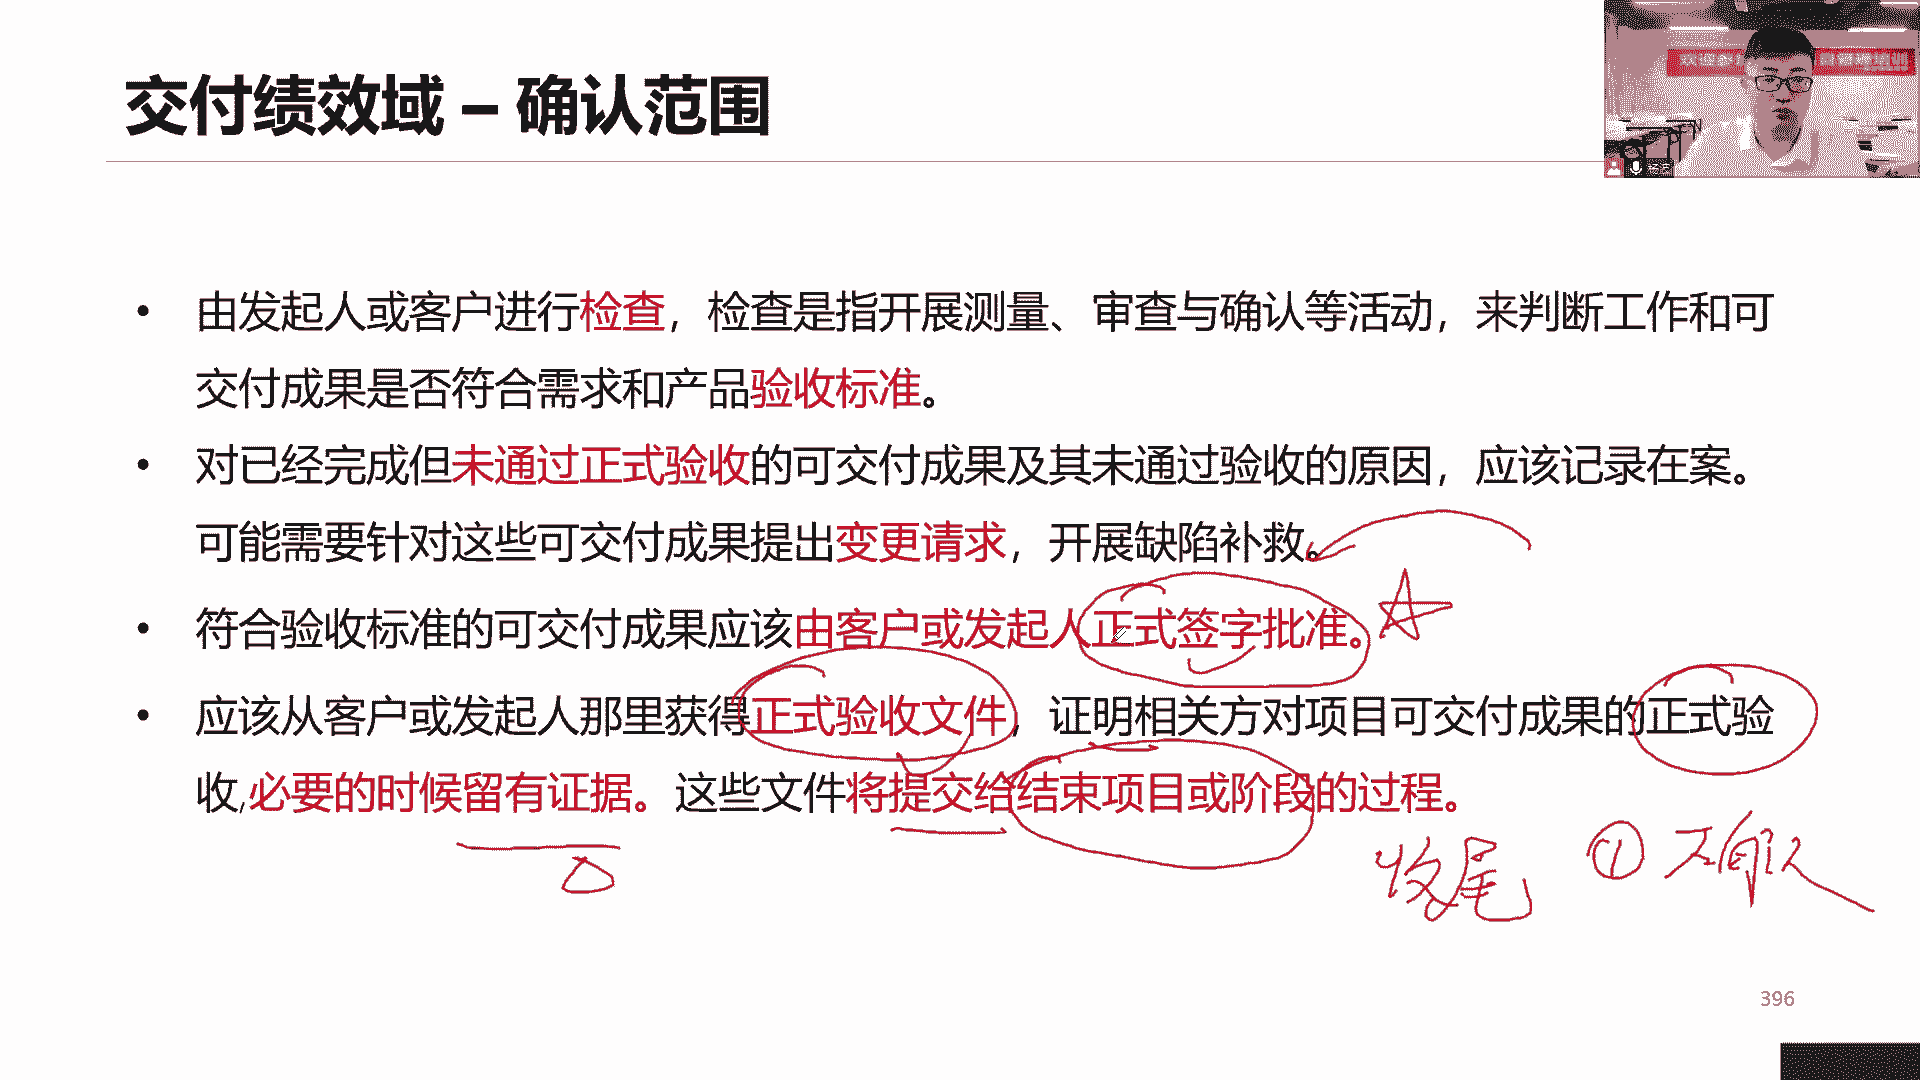 交付绩效域 – 确认范围
• 由发起人或客户进行检查，检查是指开展测量、审查与确认等活动，来判断工作和可
交付成果是否符合需求和产品验收标准。
• 对已经完成但未通过正式验收的可交付成果及其未通过验收的原因，应该记录在案。
可能需要针对这些可交付成果提出变更请求，开展缺陷补救。
• 符合验收标准的可交付成果应该由客户或发起人正式签字批准。
• 应该从客户或发起人那里获得正式验收文件，证明相关方对项目可交付成果的正式验
收,必要的时候留有证据。这些文件将提交给结束项目或阶段的过程。
收尾 ①
396